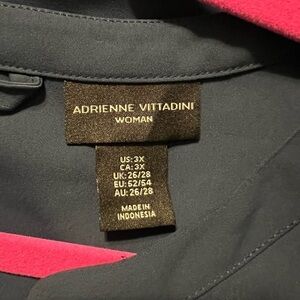 ADRIENNE VITTADINI
WOMAN
US: 3X
CA: 3X
UK: 26/28
EU: 52/54
AU: 26/28
MADE IN
INDONESIA